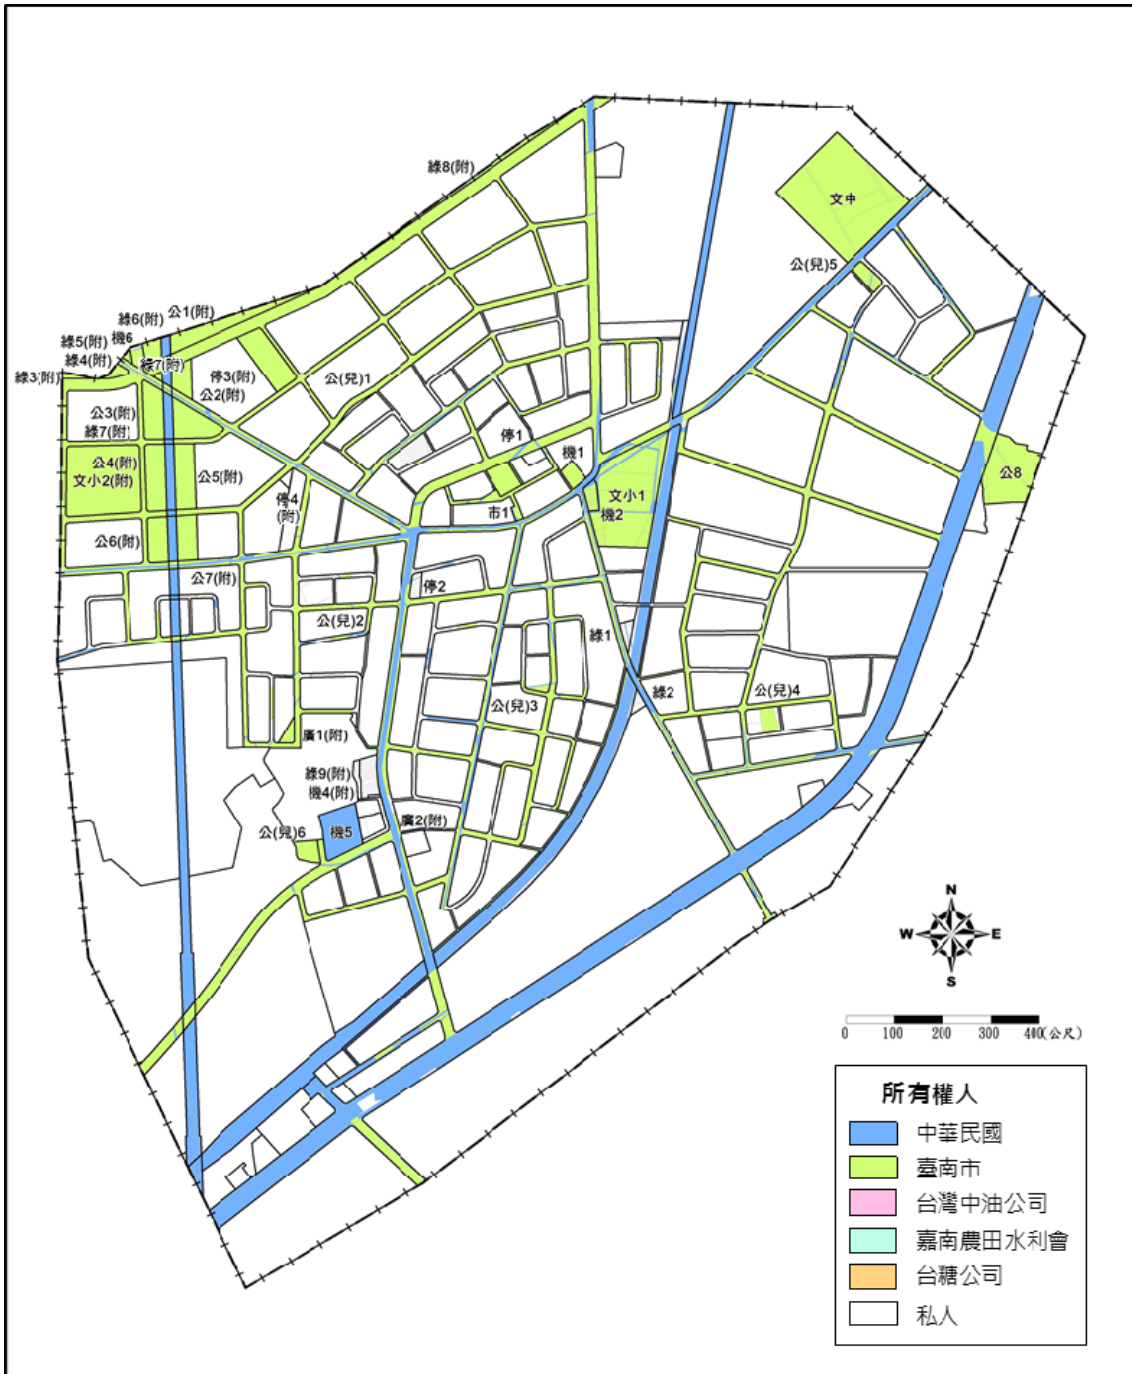 綠8(附)
文中
公(兒)5
綠6(附)
公1(附)
綠5(附)
機6
綠4(附)
綠7(附)
綠3(附)
停3(附)
公2(附)
公(兒)1
公3(附)
綠7(附)
停1
機1
公4(附)
文小2(附)
公5(附)
公8
停4
(附)
文小1
市1
機2
公6(附)
公7(附)
停2
公(兒)2
綠1
綠2
公(兒)4
公(兒)3
廣1(附)
綠9(附)
機4(附)
公(兒)6
機5
廣2(附)
N
W
E
S
0 100 200 300 400(公尺)
所有權人
中華民國
臺南市
台灣中油公司
嘉南農田水利會
台糖公司
私人